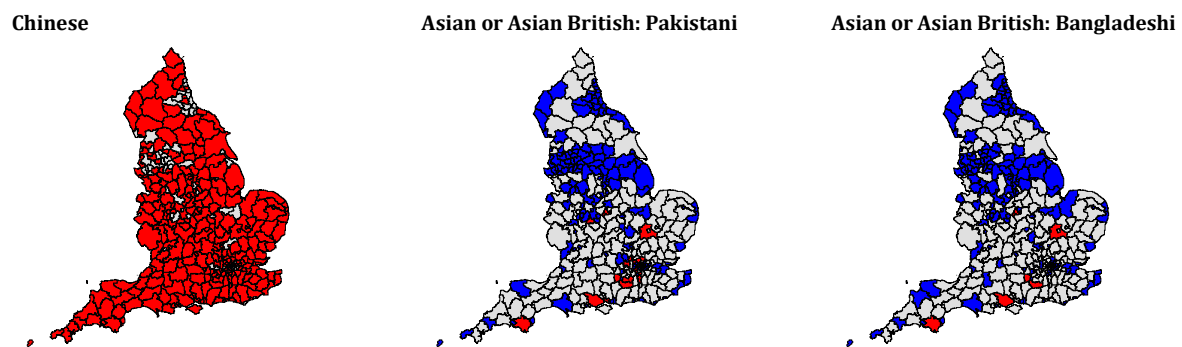 Chinese
Asian or Asian British: Pakistani
Asian or Asian British: Bangladeshi